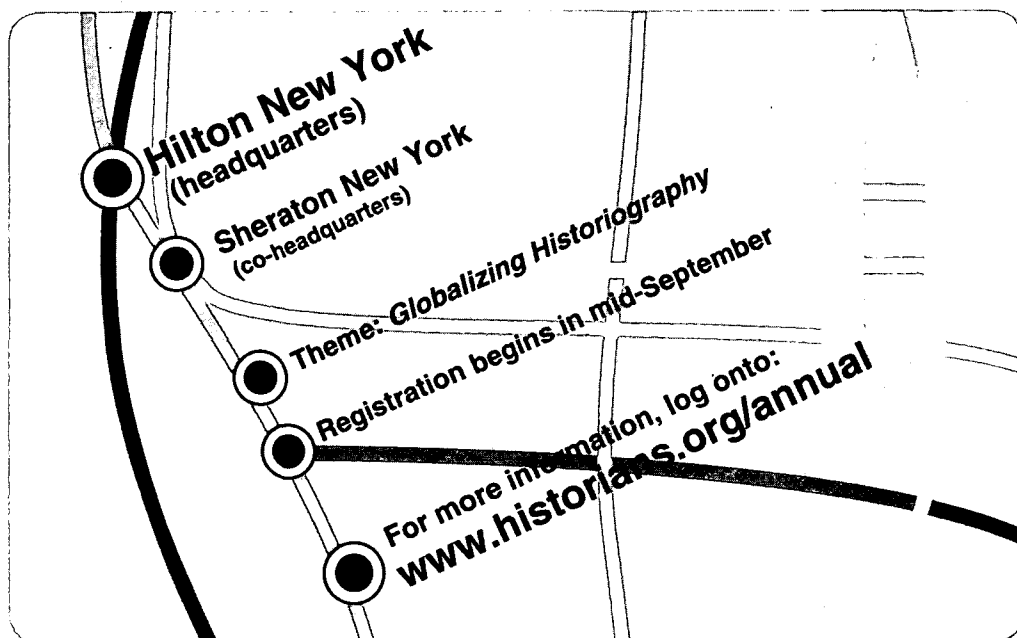 Hilton New York
(headquarters)
Sheraton New York
(co-headquarters)
Theme: Globalizing Historiography
Registration begins in mid-September
For more information, log onto:
www.historians.org/annual